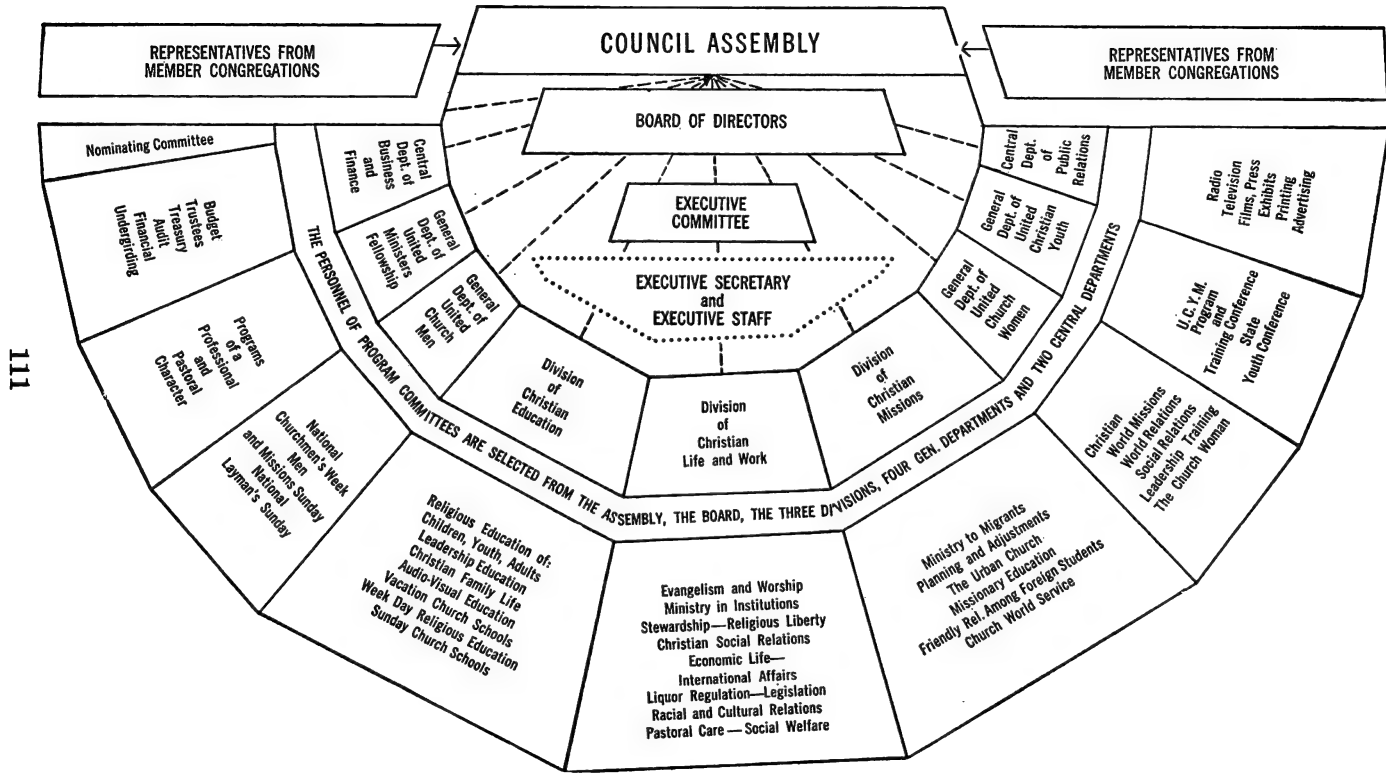 REPRESENTATIVES FROM
MEMBER CONGREGATIONS
COUNCIL ASSEMBLY
REPRESENTATIVES FROM
MEMBER CONGREGATIONS
BOARD OF DIRECTORS
EXECUTIVE
COMMITTEE
EXECUTIVE SECRETARY
and
EXECUTIVE STAFF
Central
Dept. of
Business
and
Finance
General
Dept. of
United
Ministers
Fellowship
General
Dept. of
United
Church
Men
Division
of
Christian
Education
Division
of
Christian
Life and Work
Division
of
Christian
Missions
General
Dept. of
United
Church
Women
General
Dept. of
United
Christian
Youth
Central
Dept.
of
Public
Relations
THE PERSONNEL OF PROGRAM COMMITTEES ARE SELECTED FROM THE ASSEMBLY, THE BOARD, THE THREE DIVISIONS, FOUR GEN. DEPARTMENTS AND TWO CENTRAL DEPARTMENTS
Nominating Committee
Budget
Trustees
Treasury
Audit
Financial
Undergirding
Programs
of a
Professional
and
Pastoral
Character
National
Churchmen's Week
Men
and Missions Sunday
National
Layman's Sunday
Religious Education of:
Children, Youth, Adults
Leadership Education
Christian Family Life
Audio-Visual Education
Vacation Church Schools
Week Day Religious Education
Sunday Church Schools
Evangelism and Worship
Ministry in Institutions
Stewardship—Religious Liberty
Christian Social Relations
Economic Life—
International Affairs
Liquor Regulation—Legislation
Racial and Cultural Relations
Pastoral Care — Social Welfare
Ministry to Migrants
Planning and Adjustments
The Urban Church
Missionary Education
Friendly Rel. Among Foreign Students
Church World Service
Christian
World Missions
World Relations
Social Relations
Leadership Training
The Church Woman
U. C. Y. M.
Program
and
Training Conference
State
Youth Conference
Radio
Television
Films, Press
Exhibits
Printing
Advertising
111